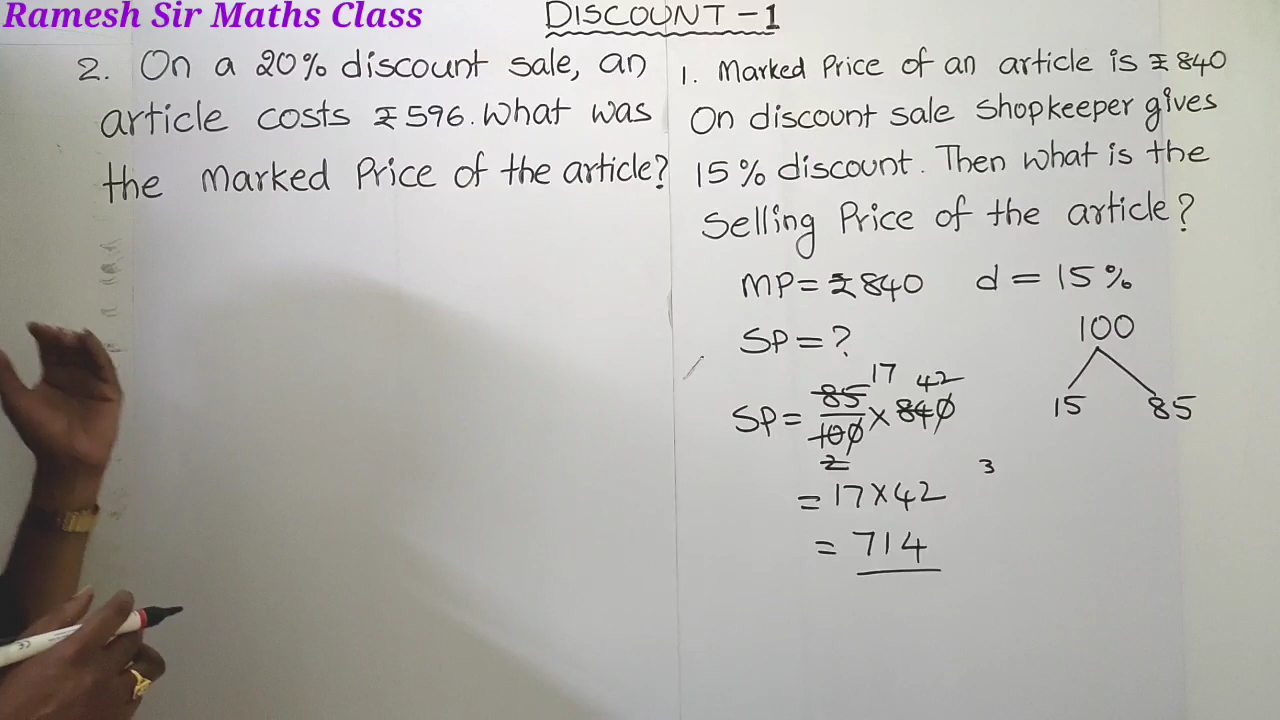 Ramesh Sir Maths Class
DISCOUNT-1
2. On a 20% discount sale, an
article costs ₹596. What was
the Marked Price of the article?
1. Marked Price of an article is ₹840
On discount sale shopkeeper gives
15% discount. Then what is the
Selling Price of the article?
MP=₹840 d=15%
100
15 85
SP=?
17 42
SP= 85/100 × 840
2
3
=17×42
= 714